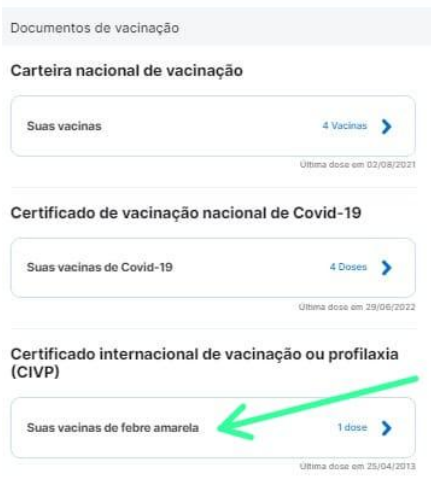 Documentos de vacinação
Carteira nacional de vacinação
Suas vacinas 4 Vacinas
Última dose em 02/08/2021
Certificado de vacinação nacional de Covid-19
Suas vacinas de Covid-19 4 Doses
Última dose em 29/06/2022
Certificado internacional de vacinação ou profilaxia
(CIVP)
Suas vacinas de febre amarela 1 dose
Última dose em 25/04/2013